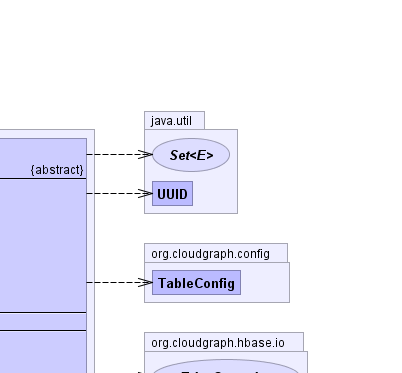 java.util
Set<E>
{abstract}
UUID
org.cloudgraph.config
TableConfig
org.cloudgraph.hbase.io